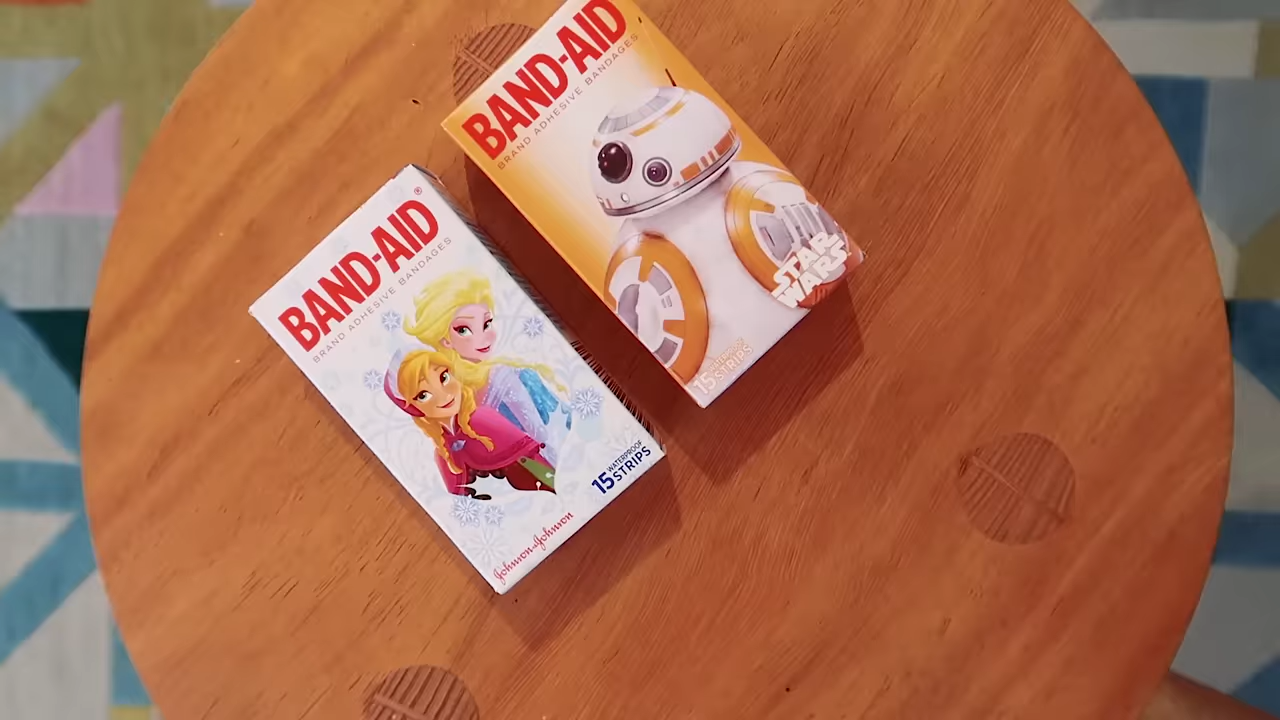 BAND-AID
BRAND ADHESIVE BANDAGES
STAR
WARS
15 WATERPROOF
STRIPS
BAND-AID®
BRAND ADHESIVE BANDAGES
15 WATERPROOF
STRIPS
Johnson & Johnson